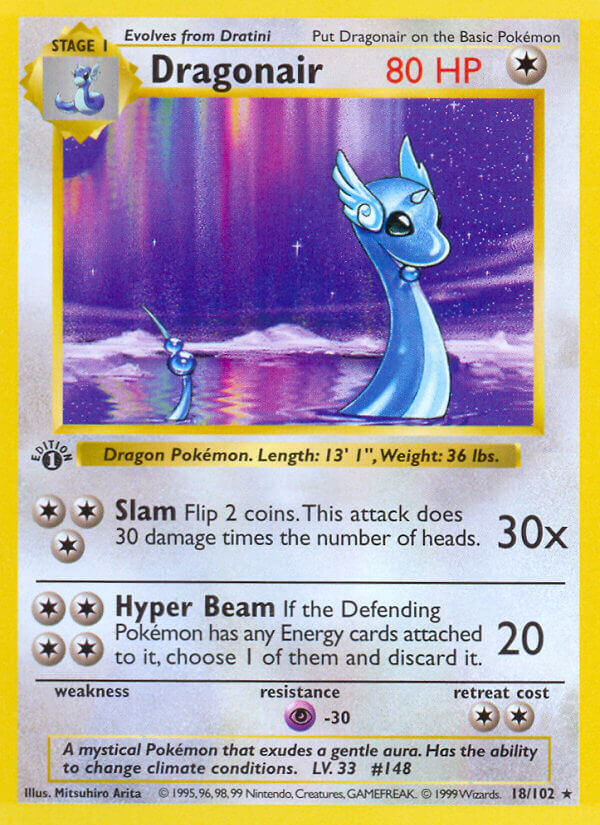 STAGE 1
Evolves from Dratini
Put Dragonair on the Basic Pokémon
Dragonair
80 HP
EDITION
1
Dragon Pokémon. Length: 13' 1", Weight: 36 lbs.
Slam Flip 2 coins. This attack does
30 damage times the number of heads.
30x
Hyper Beam If the Defending
Pokémon has any Energy cards attached
to it, choose 1 of them and discard it.
20
weakness
resistance
retreat cost
-30
A mystical Pokémon that exudes a gentle aura. Has the ability
to change climate conditions. LV. 33 #148
Illus. Mitsuhiro Arita
© 1995, 96, 98, 99 Nintendo, Creatures, GAMEFREAK. © 1999 Wizards.
18/102 ★